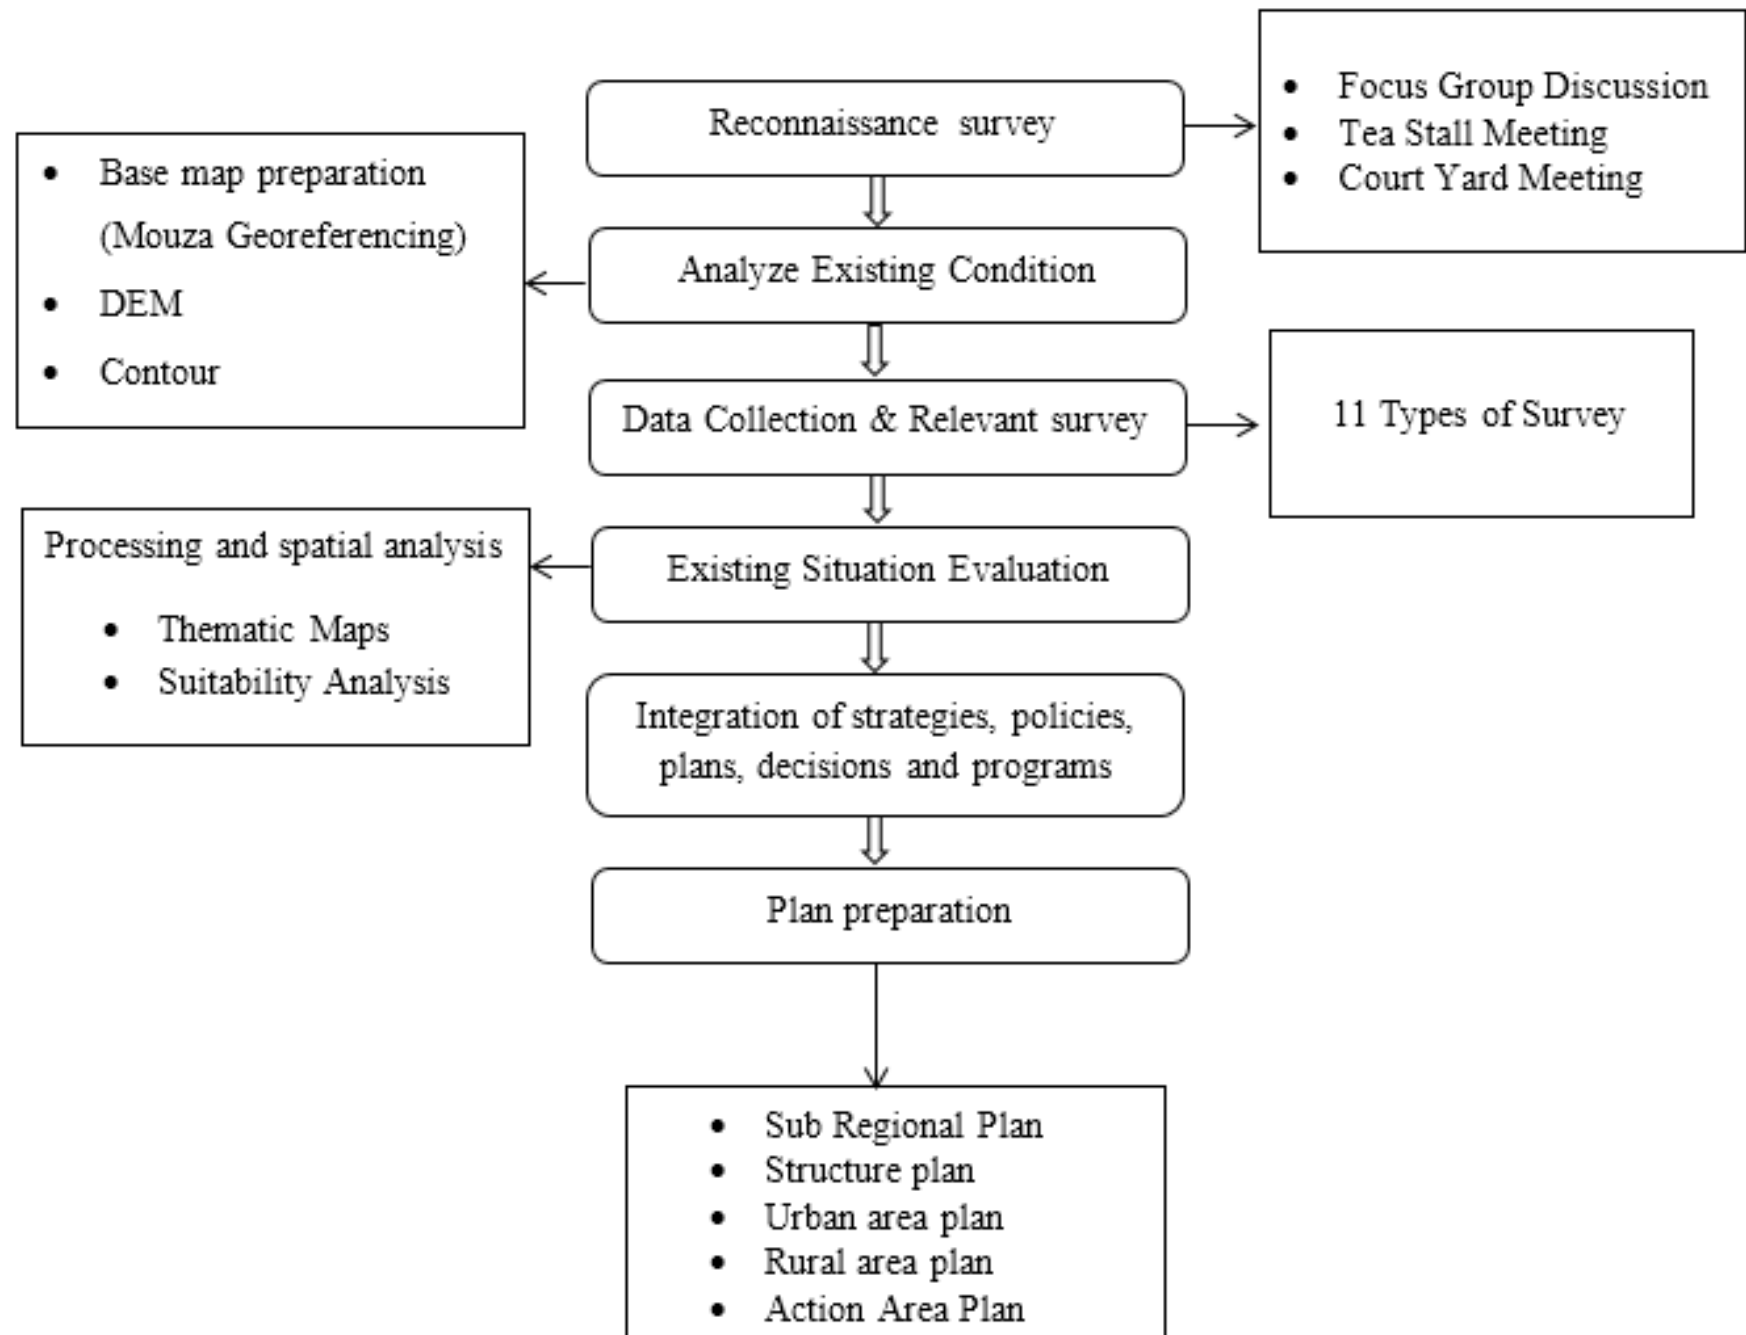 Reconnaissance survey
• Focus Group Discussion
• Tea Stall Meeting
• Court Yard Meeting
Analyze Existing Condition
• Base map preparation
(Mouza Georeferencing)
• DEM
• Contour
Data Collection & Relevant survey
11 Types of Survey
Existing Situation Evaluation
Processing and spatial analysis
• Thematic Maps
• Suitability Analysis
Integration of strategies, policies,
plans, decisions and programs
Plan preparation
• Sub Regional Plan
• Structure plan
• Urban area plan
• Rural area plan
• Action Area Plan